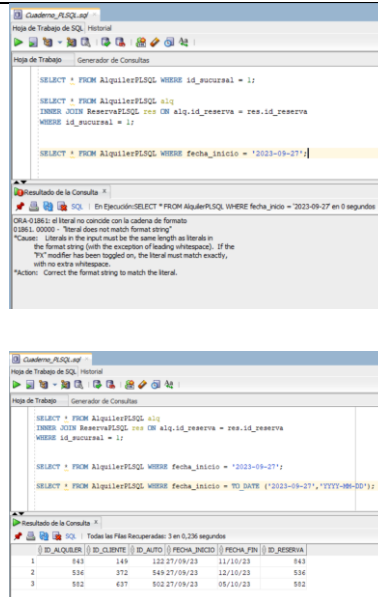 Cuaderno_PLSQL.sql
Hoja de Trabajo de SQL Historial
Hoja de Trabajo Generador de Consultas
SELECT * FROM AlquilerPLSQL WHERE id_sucursal = 1;
SELECT * FROM AlquilerPLSQL alq
INNER JOIN ReservaPLSQL res ON alq.id_reserva = res.id_reserva
WHERE id_sucursal = 1;
SELECT * FROM AlquilerPLSQL WHERE fecha_inicio = '2023-09-27';
Resultado de la Consulta
SQL | En Ejecución:SELECT * FROM AlquilerPLSQL WHERE fecha_inicio = '2023-09-27' en 0 segundos
ORA-01861: el literal no coincide con la cadena de formato
01861. 00000 - "literal does not match format string"
*Cause: Literals in the input must be the same length as literals in
the format string (with the exception of leading whitespace). If the
"FX" modifier has been toggled on, the literal must match exactly,
with no extra whitespace.
*Action: Correct the format string to match the literal.
Cuaderno_PLSQL.sql
Hoja de Trabajo de SQL Historial
Hoja de Trabajo Generador de Consultas
SELECT * FROM AlquilerPLSQL alq
INNER JOIN ReservaPLSQL res ON alq.id_reserva = res.id_reserva
WHERE id_sucursal = 1;
SELECT * FROM AlquilerPLSQL WHERE fecha_inicio = '2023-09-27';
SELECT * FROM AlquilerPLSQL WHERE fecha_inicio = TO_DATE ('2023-09-27','YYYY-MM-DD');
Resultado de la Consulta
SQL | Todas las Filas Recuperadas: 3 en 0,236 segundos
ID_ALQUILER ID_CLIENTE ID_AUTO FECHA_INICIO FECHA_FIN ID_RESERVA
1 843 149 122 27/09/23 11/10/23 843
2 536 372 549 27/09/23 12/10/23 536
3 582 637 502 27/09/23 05/10/23 582